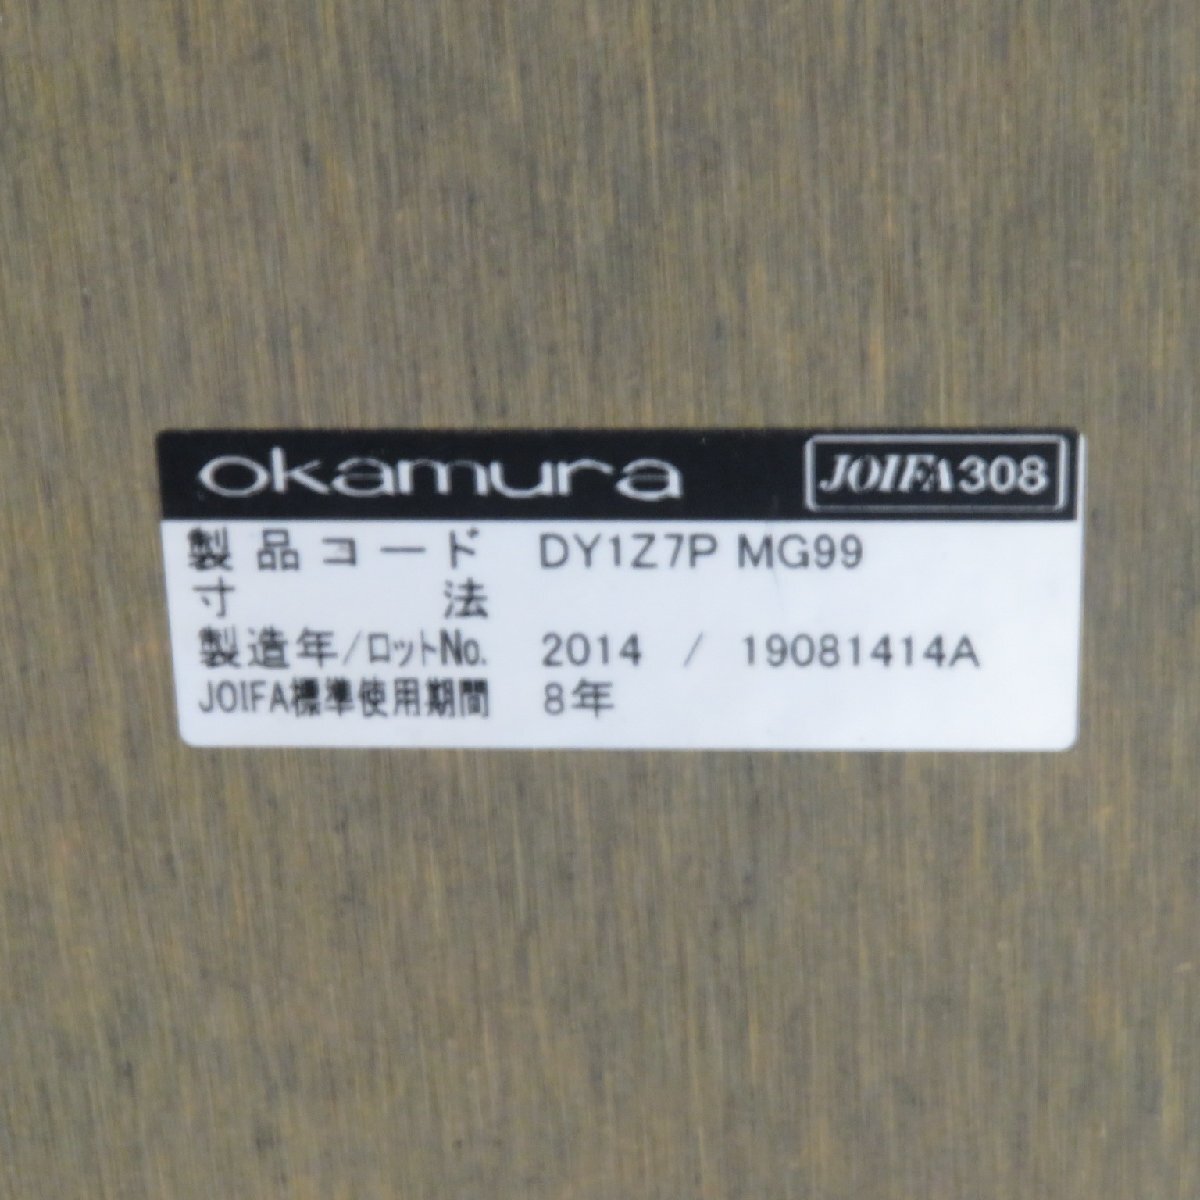 okamura JOIFA308
製品コード DY1Z7P MG99
寸法
製造年/ロットNo. 2014 / 19081414A
JOIFA標準使用期間 8年